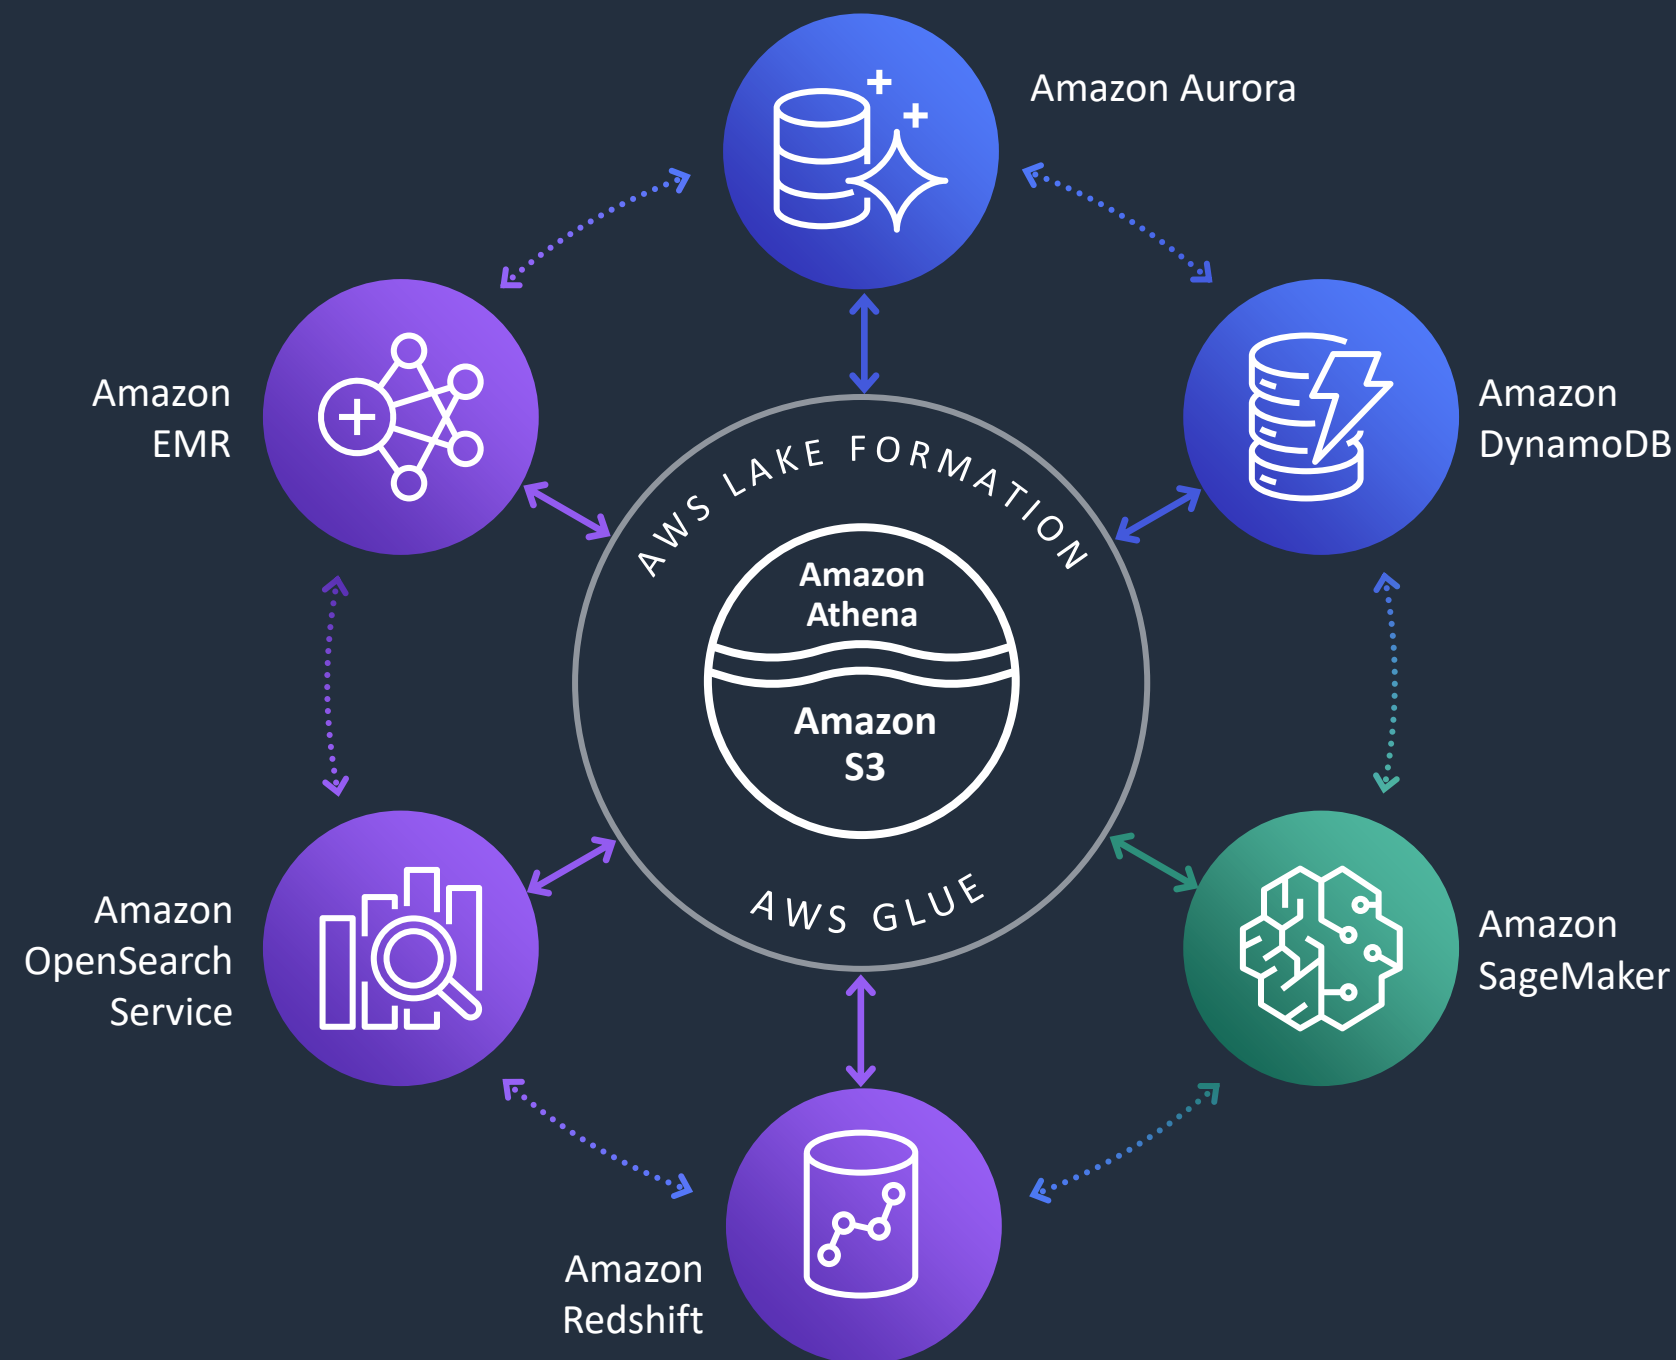 Amazon Aurora
Amazon
EMR
Amazon
DynamoDB
AWS LAKE FORMATION
Amazon
Athena
Amazon
S3
AWS GLUE
Amazon
OpenSearch
Service
Amazon
SageMaker
Amazon
Redshift